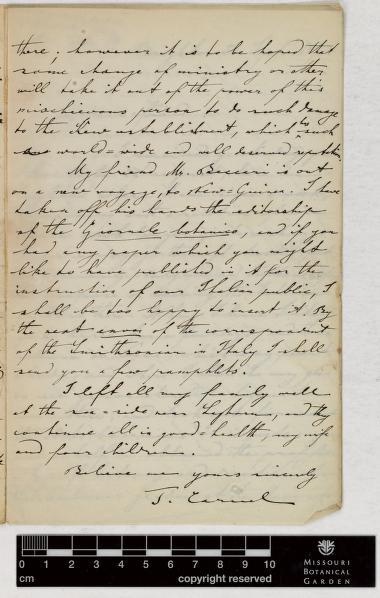 there; however it is to be hoped that
some change of ministry or other
will take it out of the power of this
mischievous person to do such damage
to the Kew establishment, which has such
world=wide and well deserved reputation.
My friend Mr. Beccari is out
on a new voyage, to New=Guinea. I have
taken off his hands the editorship
of the Giornale botanico, and if you
had any paper which you might
like to have published in it for the
instruction of our Italian public, I
shall be too happy to insert it. By
the next envoi of the correspondent
of the Smithsonian in Italy I shall
send you a few pamphlets.
I left all my family well
at the sea=side near Leghorn, and they
continue all in good=health, my wife
and four children.
Believe me yours sincerely
T. Caruel
0 1 2 3 4 5 6 7 8 9 10
cm
copyright reserved
MISSOURI
BOTANICAL
GARDEN